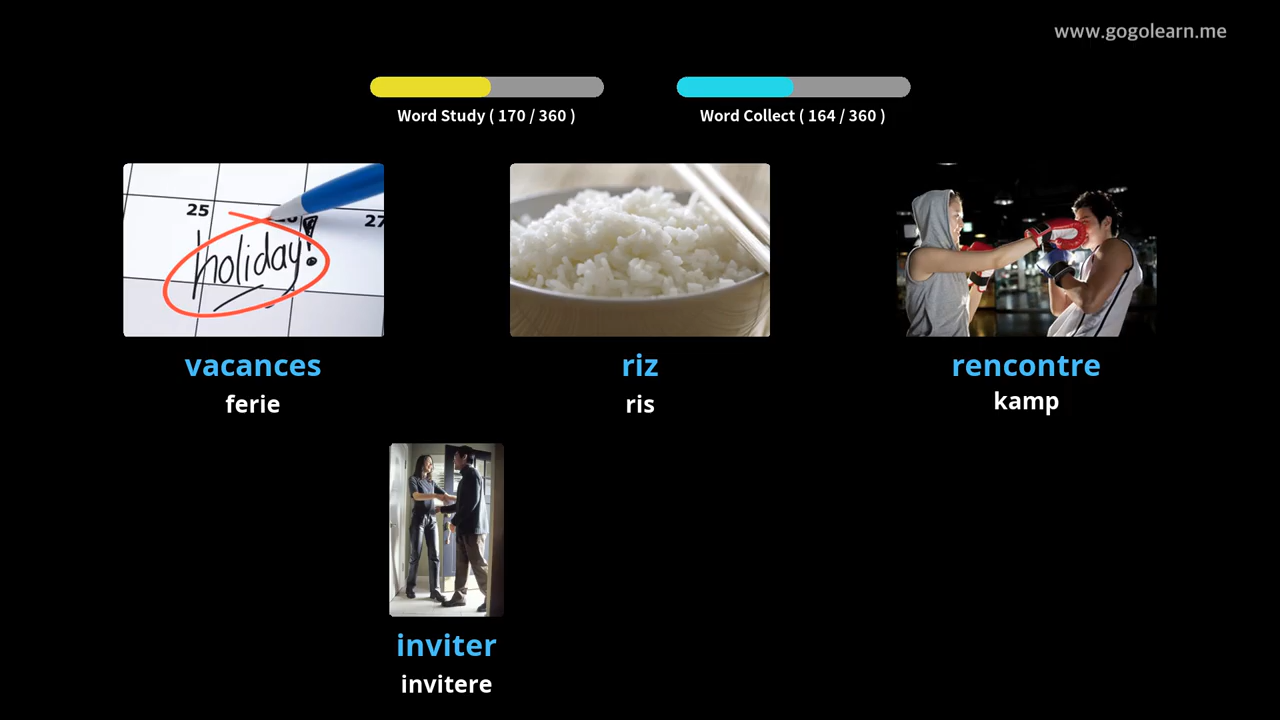 www.gogolearn.me
Word Study ( 170 / 360 )
Word Collect ( 164 / 360 )
25
27
holiday!
vacances
riz
rencontre
ferie
ris
kamp
inviter
invitere